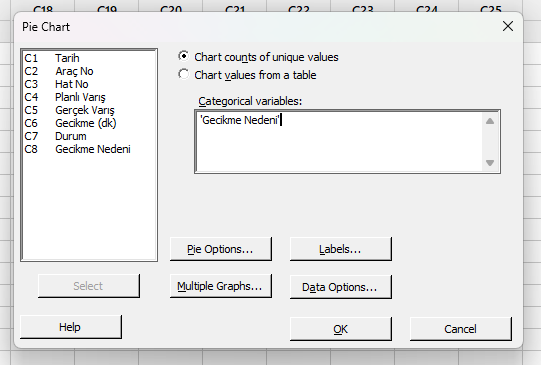 C18 C19 C20 C21 C22 C23 C24 C25
Pie Chart
C1 Tarih
C2 Araç No
C3 Hat No
C4 Planlı Varış
C5 Gerçek Varış
C6 Gecikme (dk)
C7 Durum
C8 Gecikme Nedeni
Chart counts of unique values
Chart values from a table
Categorical variables:
'Gecikme Nedeni'
Pie Options...
Labels...
Select
Multiple Graphs...
Data Options...
Help
OK
Cancel